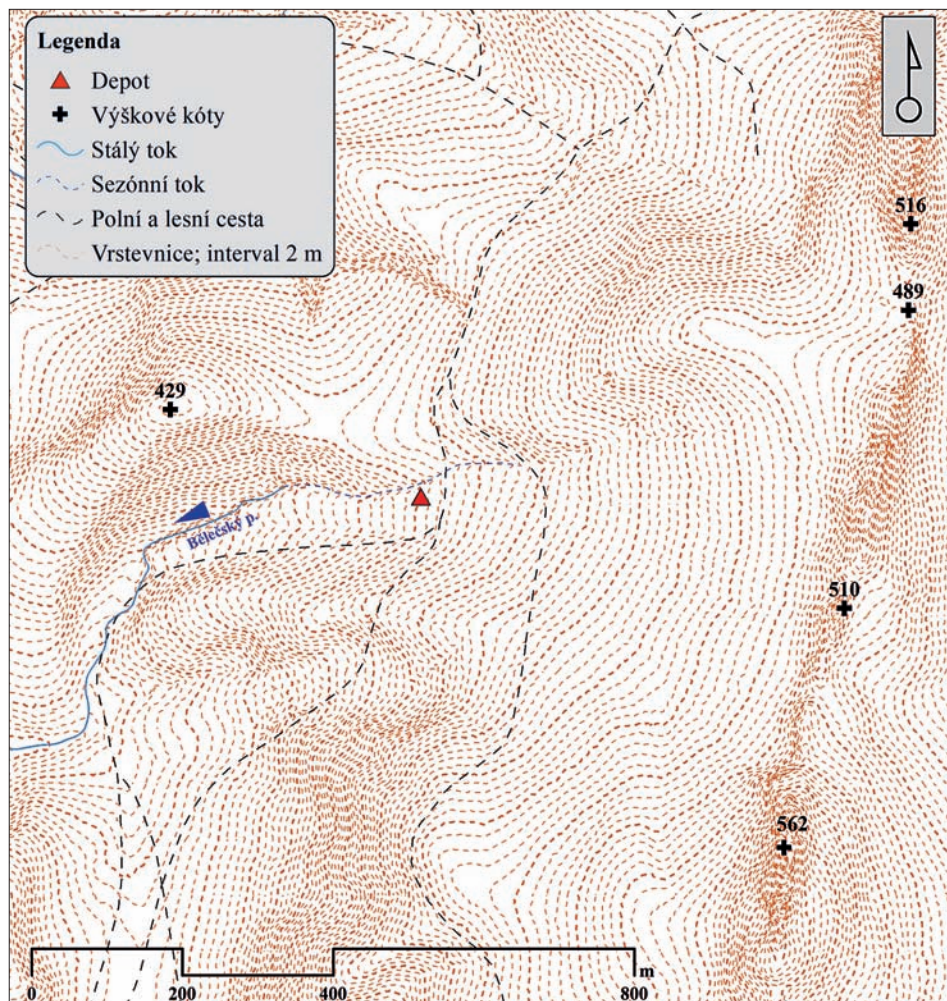 Legenda
Depot
Výškové kóty
Stálý tok
Sezónní tok
Polní a lesní cesta
Vrstevnice; interval 2 m
516
489
429
Bělečský p.
510
562
0
200
400
800
m